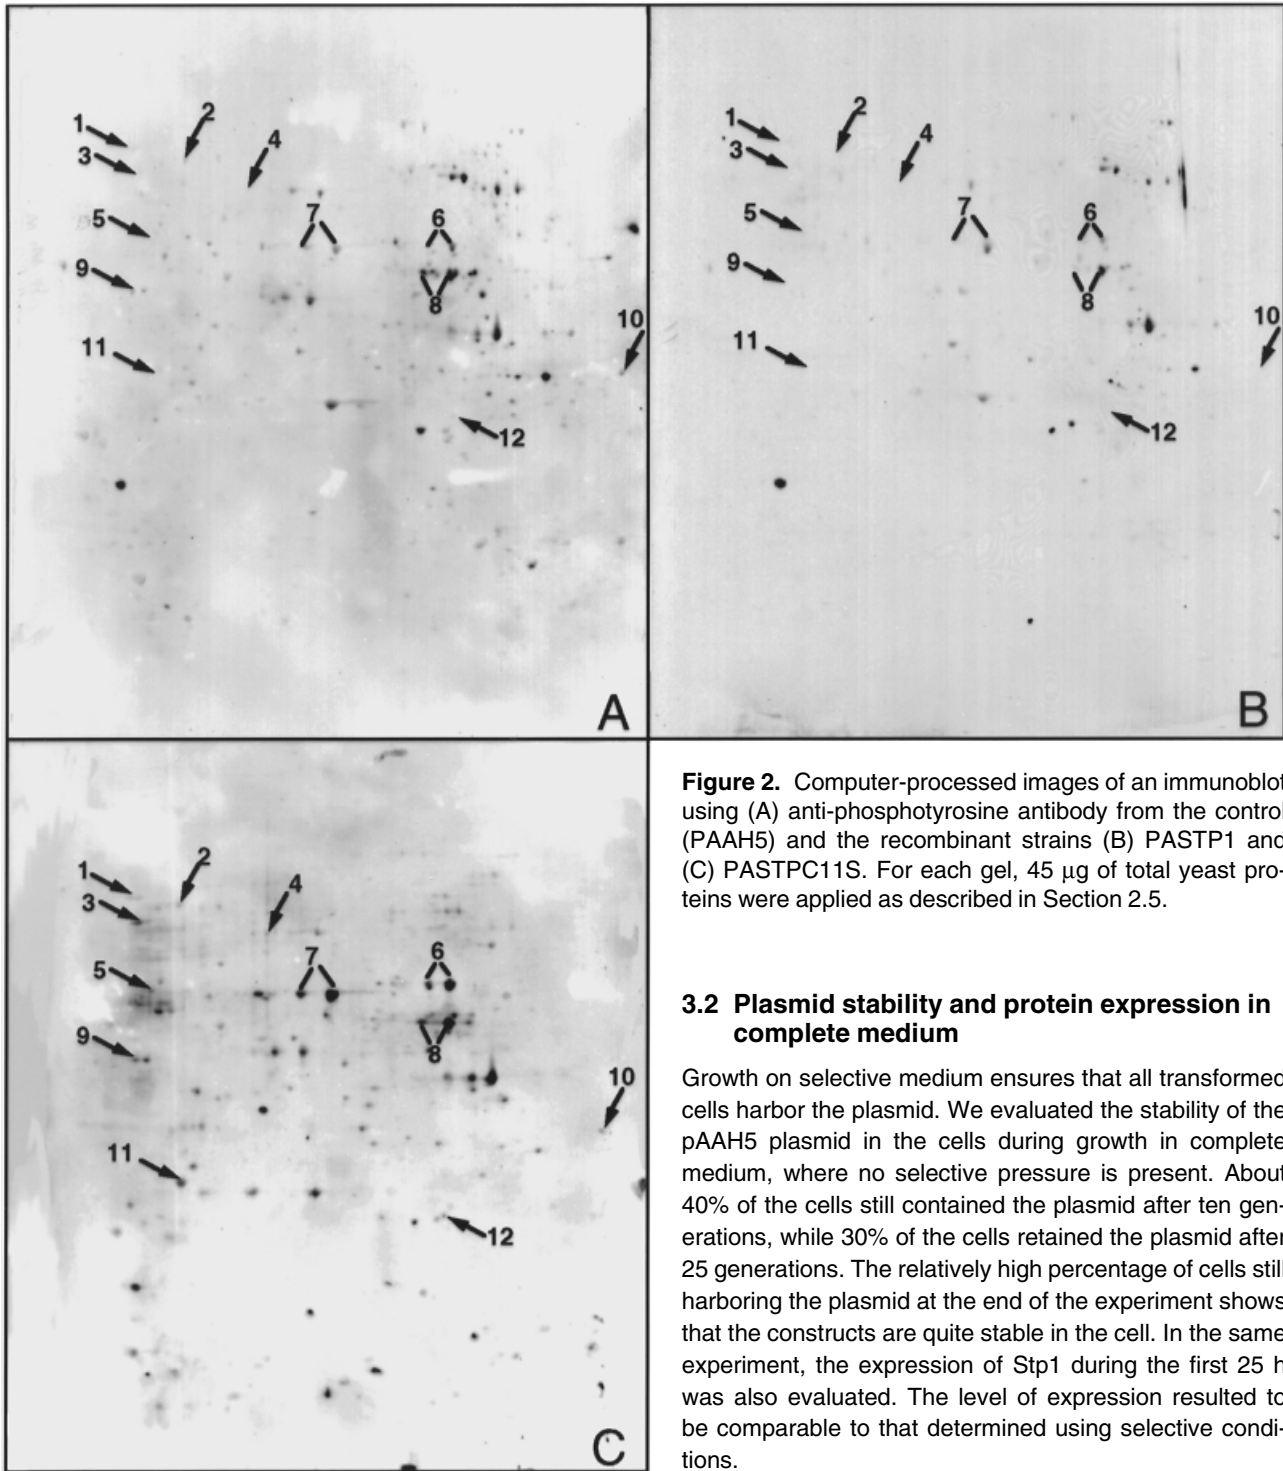 1
2
3
4
5
6
7
8
9
10
11
12
A
1
2
3
4
5
6
7
8
9
10
11
12
B
1
2
3
4
5
6
7
8
9
10
11
12
C
Figure 2. Computer-processed images of an immunoblot
using (A) anti-phosphotyrosine antibody from the control
(PAAH5) and the recombinant strains (B) PASTP1 and
(C) PASTPC11S. For each gel, 45 μg of total yeast pro-
teins were applied as described in Section 2.5.
3.2 Plasmid stability and protein expression in
complete medium
Growth on selective medium ensures that all transformed
cells harbor the plasmid. We evaluated the stability of the
pAAH5 plasmid in the cells during growth in complete
medium, where no selective pressure is present. About
40% of the cells still contained the plasmid after ten gen-
erations, while 30% of the cells retained the plasmid after
25 generations. The relatively high percentage of cells still
harboring the plasmid at the end of the experiment shows
that the constructs are quite stable in the cell. In the same
experiment, the expression of Stp1 during the first 25 h
was also evaluated. The level of expression resulted to
be comparable to that determined using selective condi-
tions.